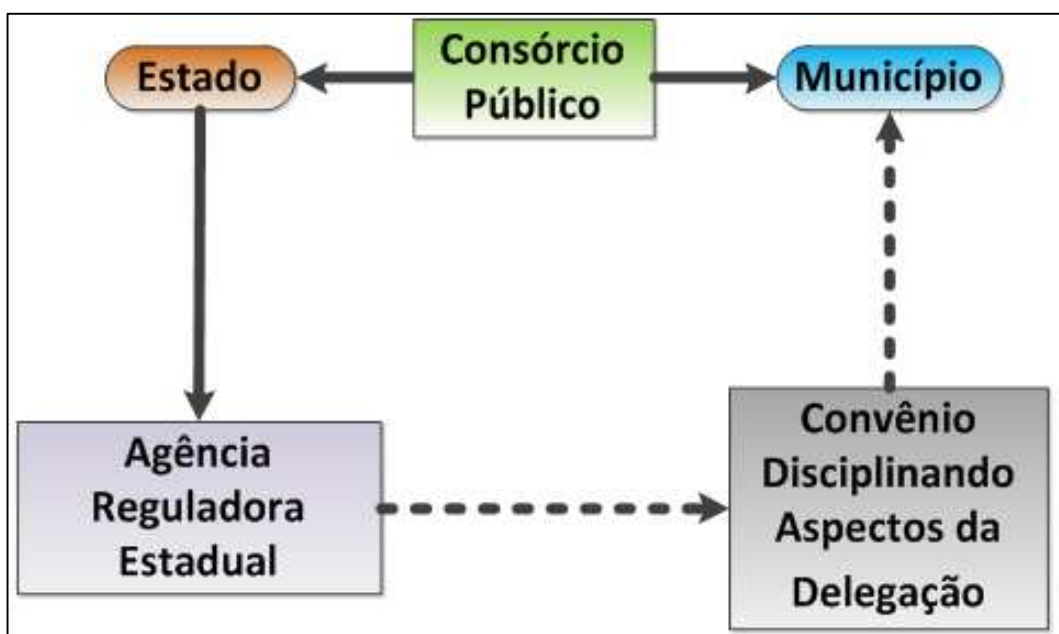 Estado
Consórcio
Público
Município
Agência
Reguladora
Estadual
Convênio
Disciplinando
Aspectos da
Delegação